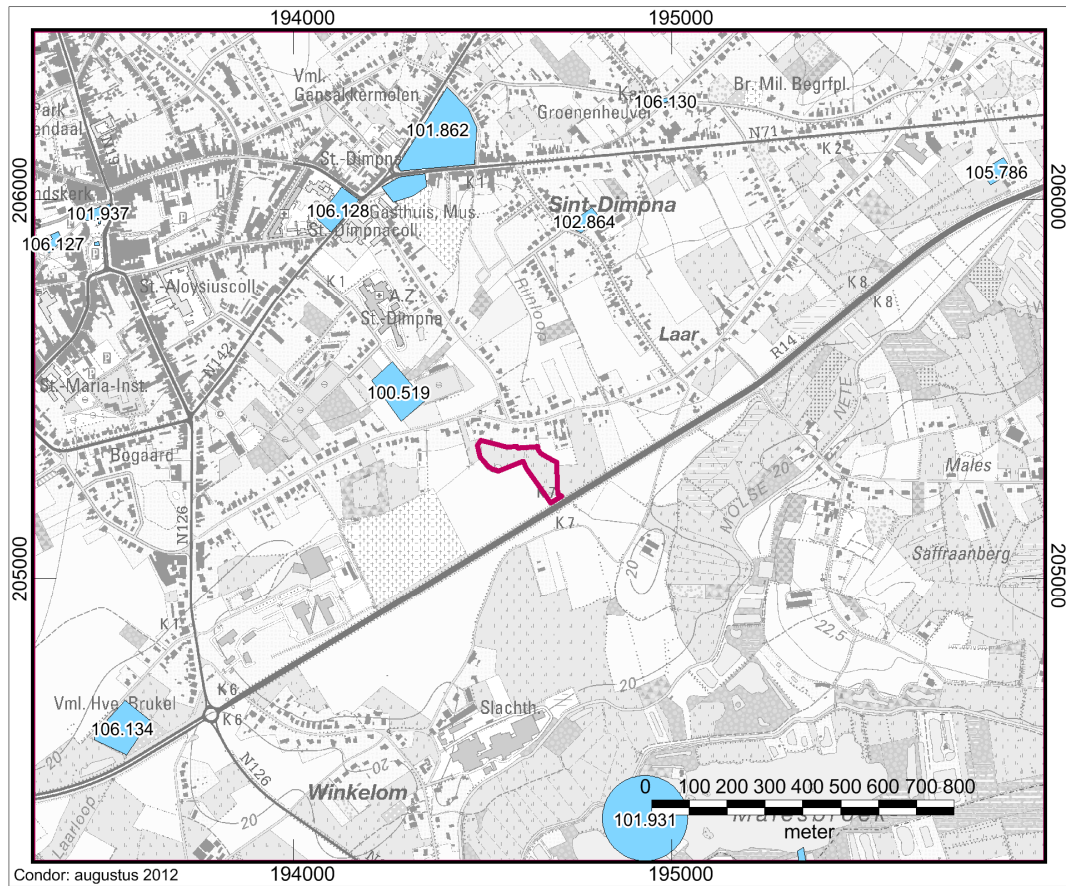 194000
195000
Vml.
Gansakkermolen
Br. Mil. Begrfpl.
106.130
Groenenheuvel
Park
101.862
N71
K 2
St.-Dimpna
K 1
105.786
206000
206000
106.128
Gasthuis, Mus.
Sint-Dimpna
102.864
101.937
St.-Dimpnacoll.
106.127
K 1
K 8
K 8
St.-Aloysiuscoll.
A.Z.
St.-Dimpna
Rijnloop
Laar
R14
N142
NETE
St.-Maria-Inst.
100.519
Bogaard
20
Males
MOLSE
K 7
K 7
N126
20
Saffraanberg
205000
205000
22,5
K 1
K 6
K 6
20
Vml. Hve. Brukel
Slachth.
106.134
20
N126
20
Winkelom
20
Laarloop
0 100 200 300 400 500 600 700 800
101.931
Malesbroek
meter
194000
195000
Condor: augustus 2012